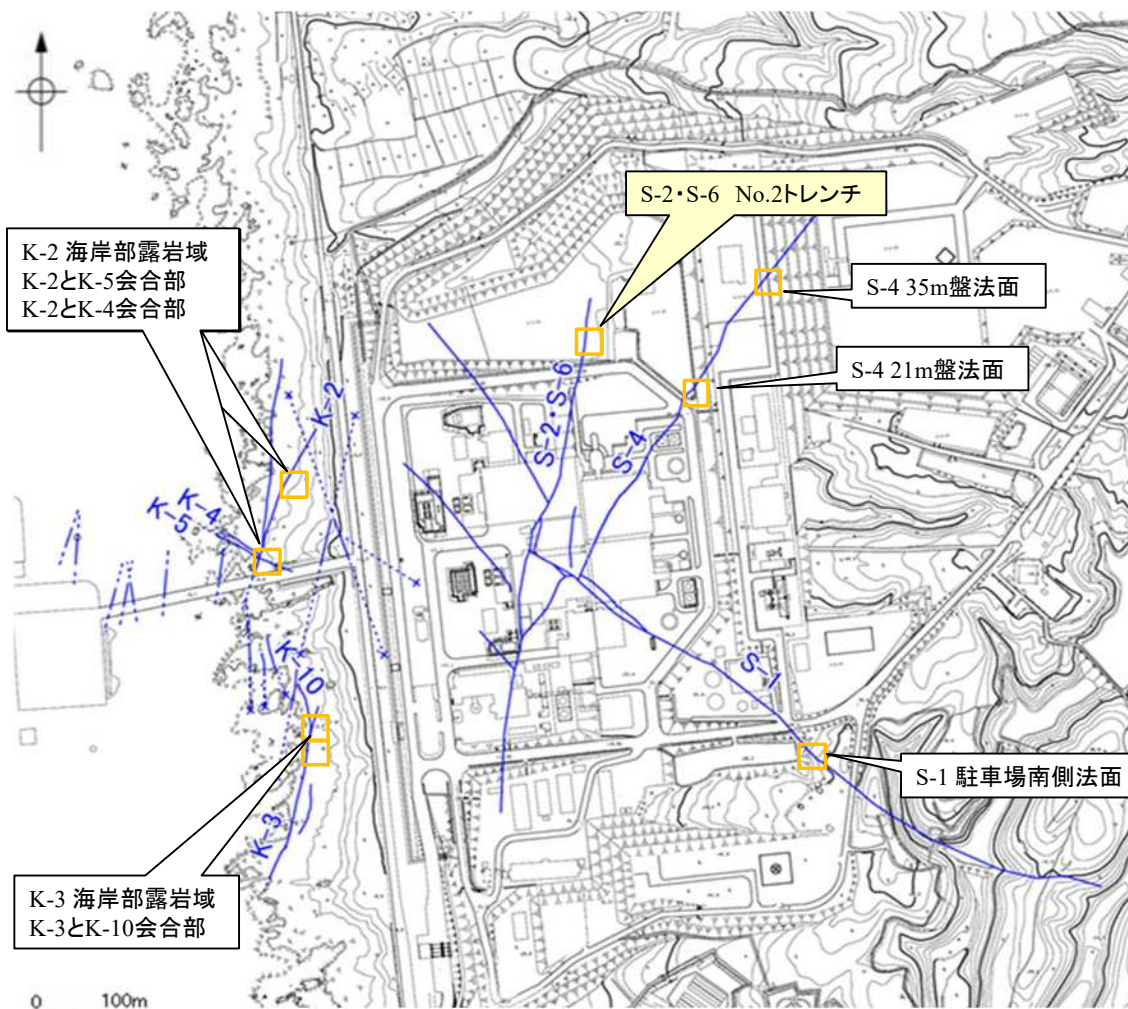 S-2・S-6 No.2トレンチ
K-2 海岸部露岩域
K-2とK-5会合部
K-2とK-4会合部
S-4 35m盤法面
S-4 21m盤法面
K-2
S-2・S-6
S-4
K-4
K-5
K-10
S-1
S-1 駐車場南側法面
K-3
K-3 海岸部露岩域
K-3とK-10会合部
0 100m